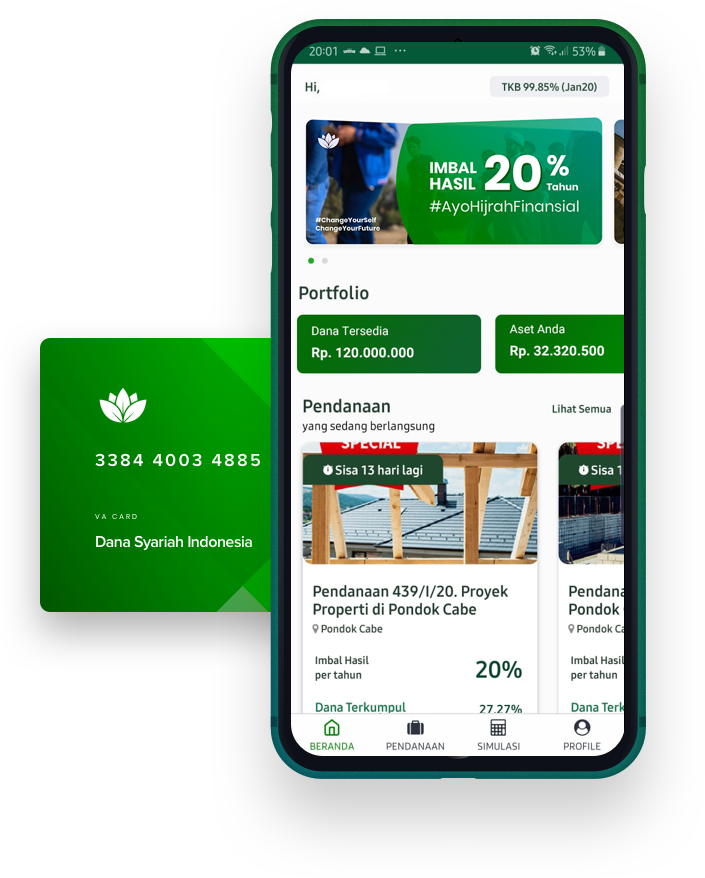 20:01
53%
Hi,
TKB 99.85% (Jan20)
IMBAL
HASIL
20%
Tahun
#AyoHijrahFinansial
#ChangeYourSelf
ChangeYourFuture
Portfolio
Dana Tersedia
Rp. 120.000.000
Aset Anda
Rp. 32.320.500
Pendanaan
Lihat Semua
yang sedang berlangsung
SPECIAL
Sisa 13 hari lagi
SPE
Sisa 1
Pendanaan 439/I/20. Proyek
Properti di Pondok Cabe
Pondok Cabe
Imbal Hasil
per tahun
20%
Dana Terkumpul
27.27%
Pendana
Pondok
Pondok Ca
Imbal Hasil
per tahun
Dana Terk
BERANDA
PENDANAAN
SIMULASI
PROFILE
3384 4003 4885
VA CARD
Dana Syariah Indonesia